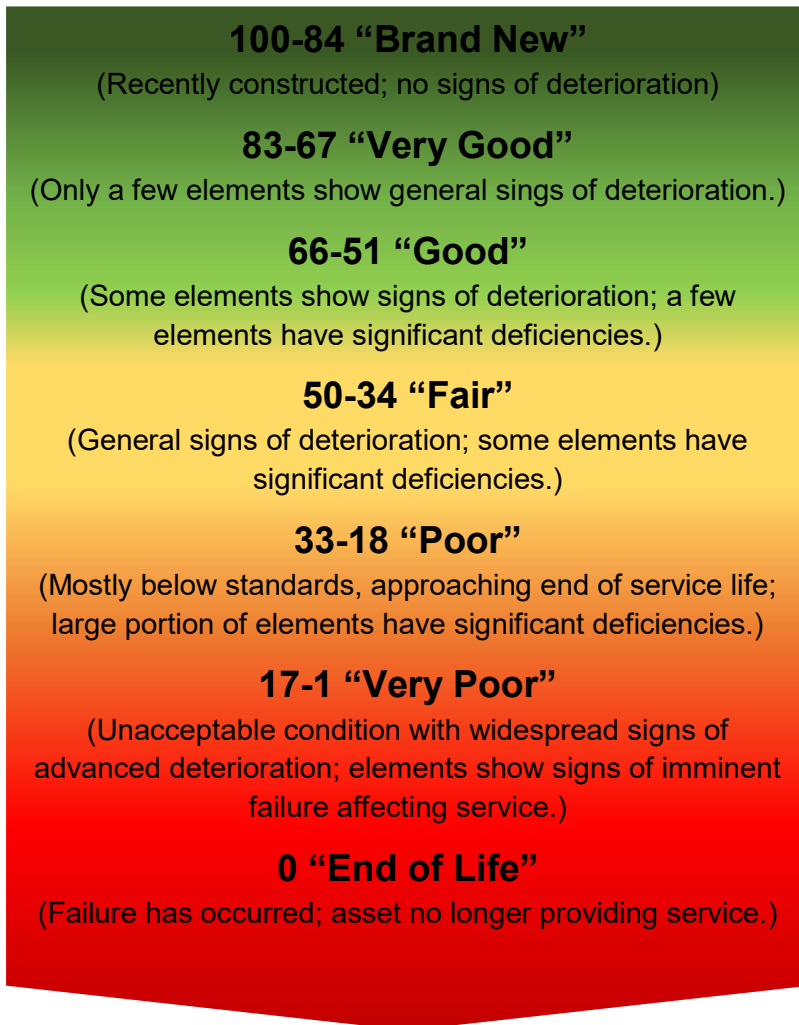 100-84 “Brand New”
(Recently constructed; no signs of deterioration)
83-67 “Very Good”
(Only a few elements show general sings of deterioration.)
66-51 “Good”
(Some elements show signs of deterioration; a few
elements have significant deficiencies.)
50-34 “Fair”
(General signs of deterioration; some elements have
significant deficiencies.)
33-18 “Poor”
(Mostly below standards, approaching end of service life;
large portion of elements have significant deficiencies.)
17-1 “Very Poor”
(Unacceptable condition with widespread signs of
advanced deterioration; elements show signs of imminent
failure affecting service.)
0 “End of Life”
(Failure has occurred; asset no longer providing service.)